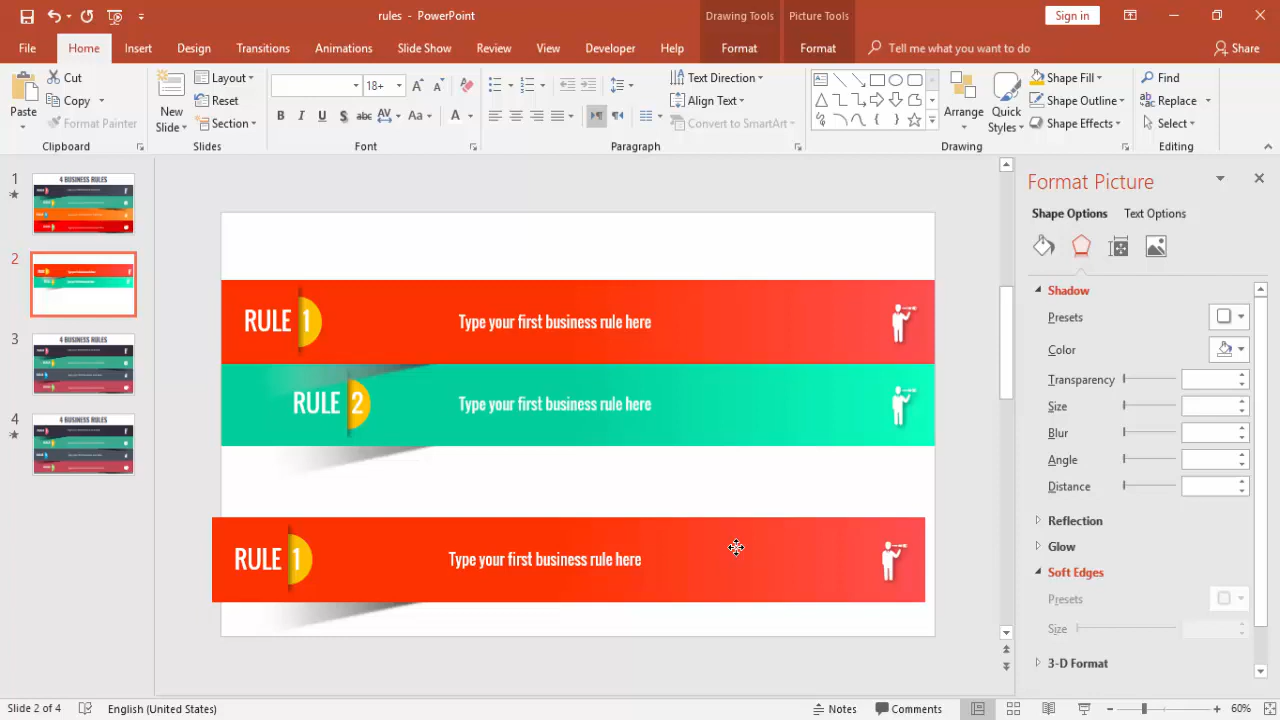 rules - PowerPoint
Drawing Tools
Picture Tools
Sign in
File
Home
Insert
Design
Transitions
Animations
Slide Show
Review
View
Developer
Help
Format
Format
Tell me what you want to do
Share
Paste
Cut
Copy
Format Painter
Clipboard
New Slide
Layout
Reset
Section
Slides
18+
B I U S abc AV Aa A
Font
Text Direction
Align Text
Convert to SmartArt
Paragraph
Arrange
Quick Styles
Shape Fill
Shape Outline
Shape Effects
Drawing
Find
Replace
Select
Editing
1
4 BUSINESS RULES
2
3
4 BUSINESS RULES
4
4 BUSINESS RULES
RULE 1
Type your first business rule here
RULE 2
Type your first business rule here
RULE 1
Type your first business rule here
Format Picture
Shape Options
Text Options
Shadow
Presets
Color
Transparency
Size
Blur
Angle
Distance
Reflection
Glow
Soft Edges
Presets
Size
3-D Format
Slide 2 of 4
English (United States)
Notes
Comments
60%